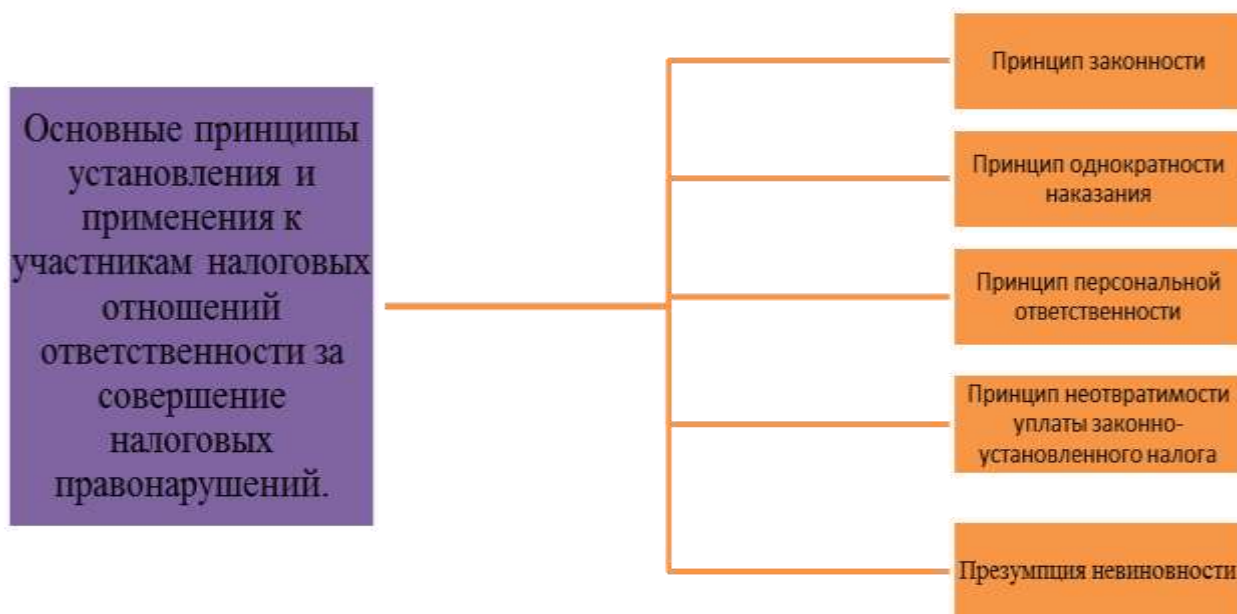 Основные принципы
установления и
применения к
участникам налоговых
отношений
ответственности за
совершение
налоговых
правонарушений.
Принцип законности
Принцип однократности
наказания
Принцип персональной
ответственности
Принцип неотвратимости
уплаты законно-
установленного налога
Презумпция невиновности